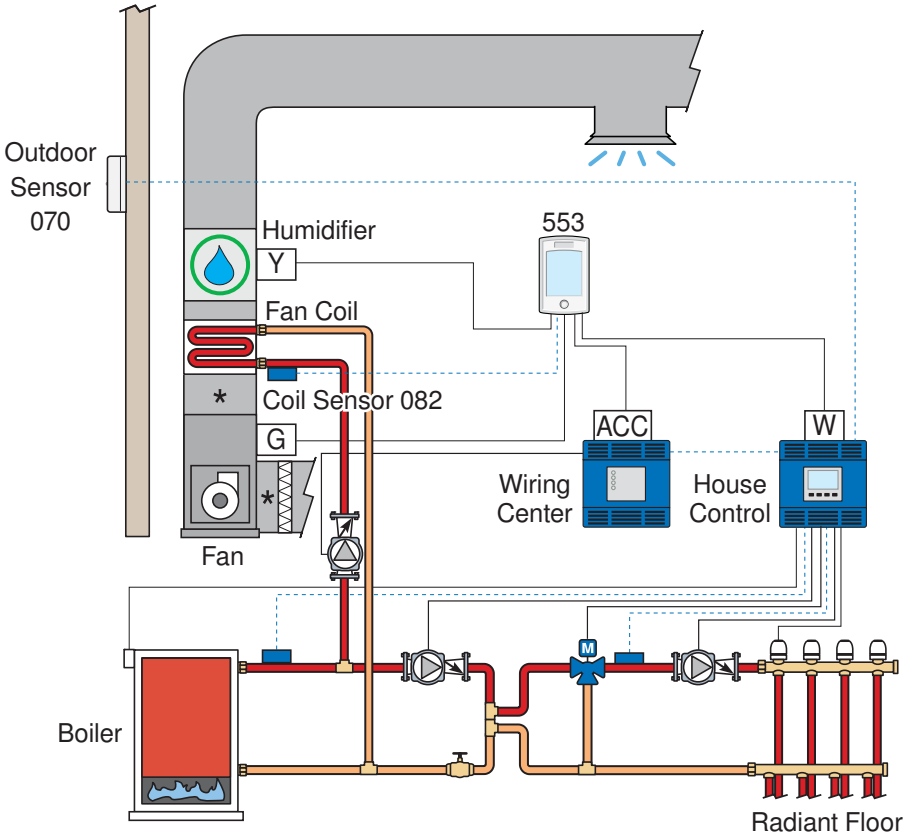 Outdoor
Sensor
070
Humidifier
Y
553
Fan Coil
*
Coil Sensor 082
G
ACC
W
*
Wiring
Center
House
Control
Fan
M
Boiler
Radiant Floor